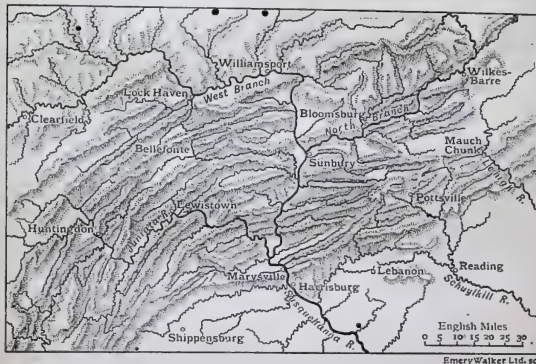 Williamsport
Wilkes-
Barre
Lock Haven
West Branch
Clearfield
Bloomsburg
North Branch
Bellefonte
Sunbury
Mauch
Chunk
Lehigh R.
Pottsville
Lewistown
Juniata R.
Huntingdon
Marysville
Harrisburg
Lebanon
Reading
Schuylkill R.
Susquehanna R.
Shippensburg
English Miles
0 5 10 15 20 25 30
Emery Walker Ltd. sc.